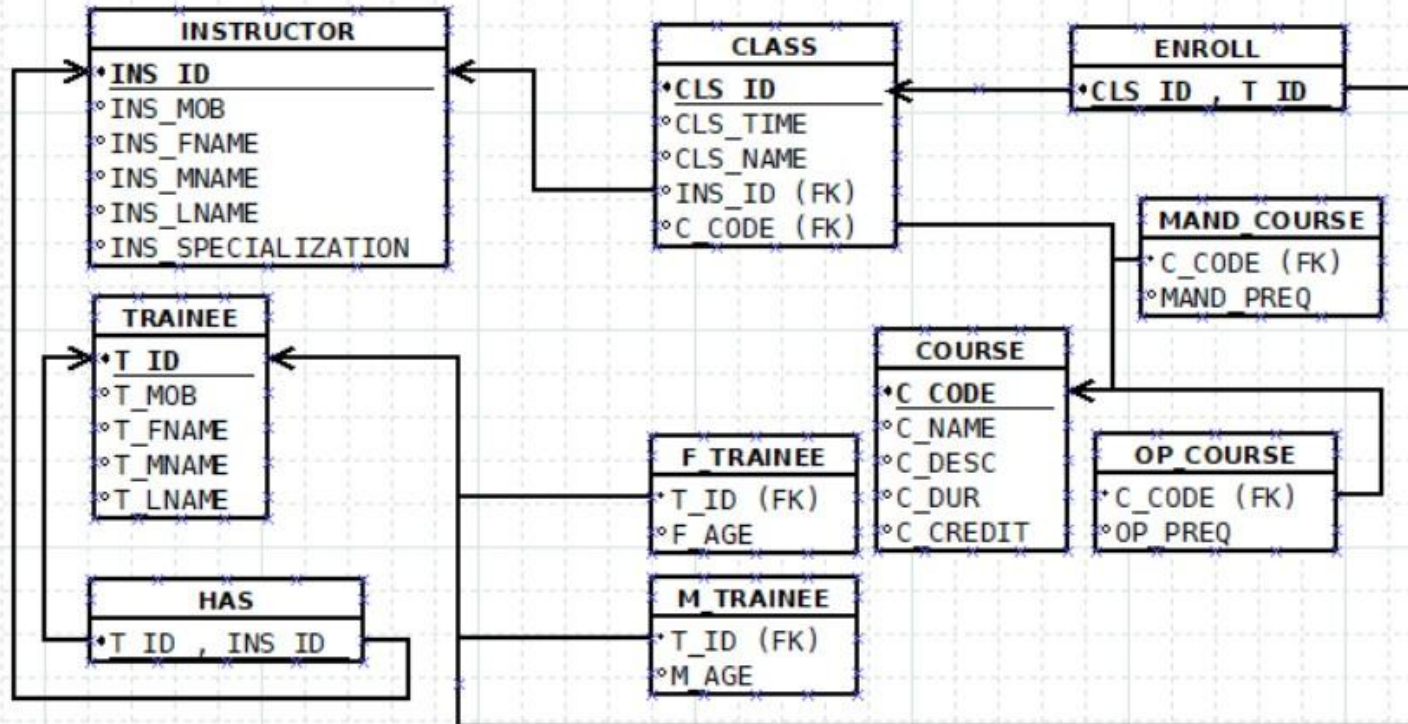 INSTRUCTOR
INS_ID
INS_MOB
INS_FNAME
INS_MNAME
INS_LNAME
INS_SPECIALIZATION
CLASS
CLS_ID
CLS_TIME
CLS_NAME
INS_ID (FK)
C_CODE (FK)
ENROLL
CLS_ID , T_ID
MAND_COURSE
C_CODE (FK)
MAND_PREQ
TRAINEE
T_ID
T_MOB
T_FNAME
T_MNAME
T_LNAME
COURSE
C_CODE
C_NAME
C_DESC
C_DUR
C_CREDIT
F_TRAINEE
T_ID (FK)
F_AGE
OP_COURSE
C_CODE (FK)
OP_PREQ
HAS
T_ID , INS_ID
M_TRAINEE
T_ID (FK)
M_AGE